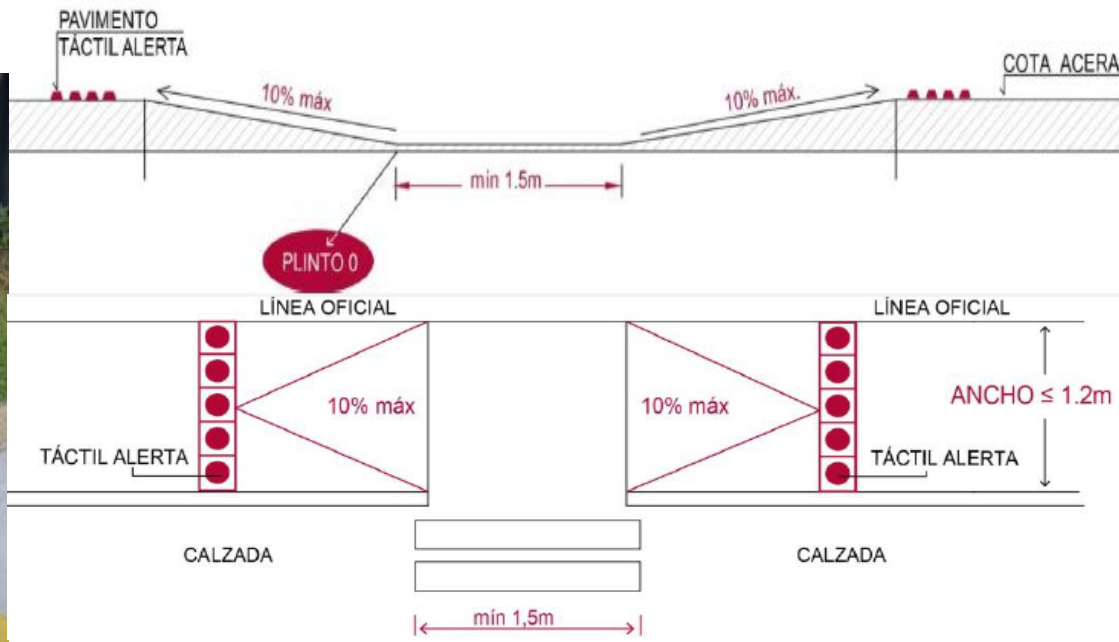 PAVIMENTO
TÁCTIL ALERTA
COTA ACERA
10% máx
10% máx.
min 1.5m
PLINTO 0
LÍNEA OFICIAL
LÍNEA OFICIAL
10% máx
10% máx
ANCHO ≤ 1.2m
TÁCTIL ALERTA
TÁCTIL ALERTA
CALZADA
CALZADA
mín 1,5m